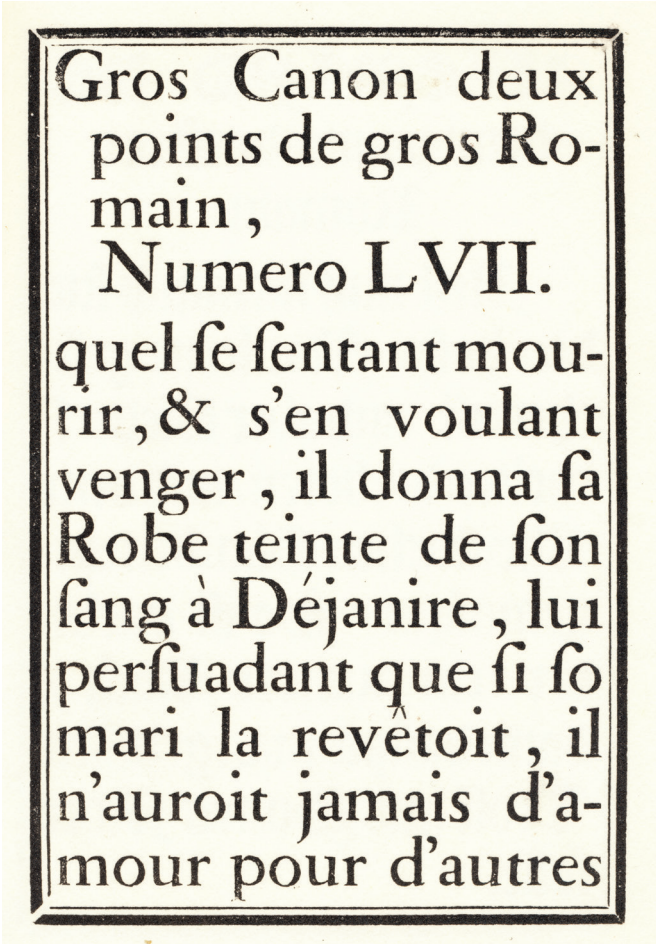 Gros Canon deux
points de gros Ro-
main ,
Numero LVII.
quel ſe ſentant mou-
rir , & s'en voulant
venger , il donna ſa
Robe teinte de ſon
ſang à Déjanire , lui
perſuadant que ſi ſo
mari la revêtoit , il
n'auroit jamais d'a-
mour pour d'autres